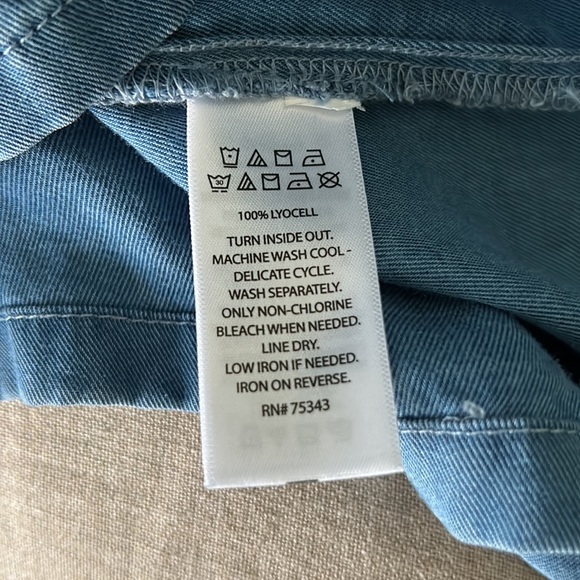 30
100% LYOCELL
TURN INSIDE OUT.
MACHINE WASH COOL -
DELICATE CYCLE.
WASH SEPARATELY.
ONLY NON-CHLORINE
BLEACH WHEN NEEDED.
LINE DRY.
LOW IRON IF NEEDED.
IRON ON REVERSE.
RN# 75343